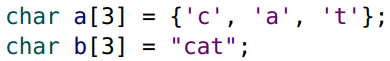 char a[3] = {'c', 'a', 't'};
char b[3] = "cat";